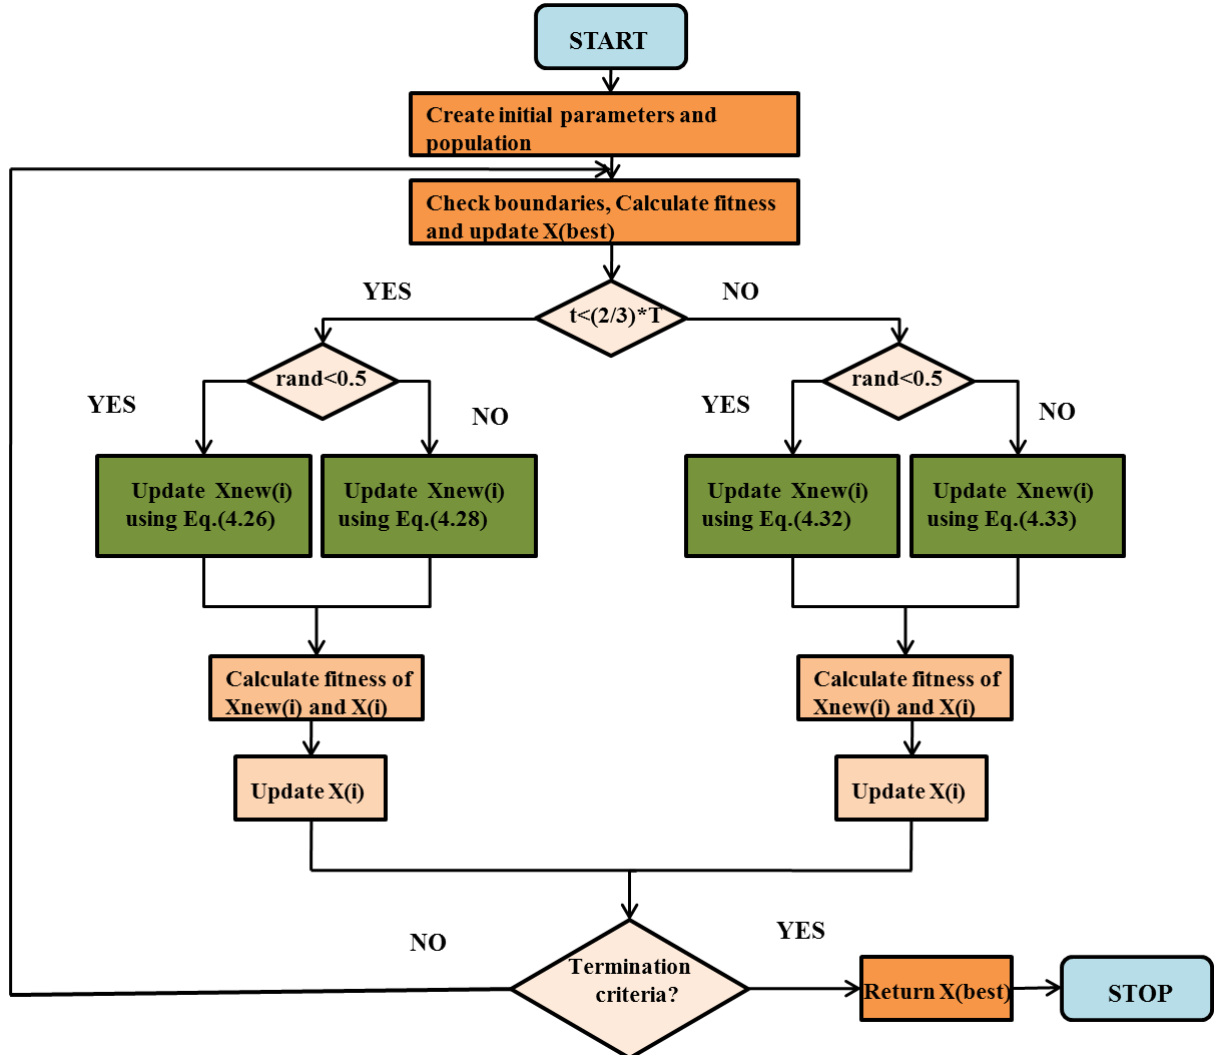 START
Create initial parameters and
population
Check boundaries, Calculate fitness
and update X(best)
YES
NO
t<(2/3)*T
rand<0.5
rand<0.5
YES
NO
YES
NO
Update Xnew(i)
using Eq.(4.26)
Update Xnew(i)
using Eq.(4.28)
Update Xnew(i)
using Eq.(4.32)
Update Xnew(i)
using Eq.(4.33)
Calculate fitness of
Xnew(i) and X(i)
Calculate fitness of
Xnew(i) and X(i)
Update X(i)
Update X(i)
NO
YES
Termination
criteria?
Return X(best)
STOP